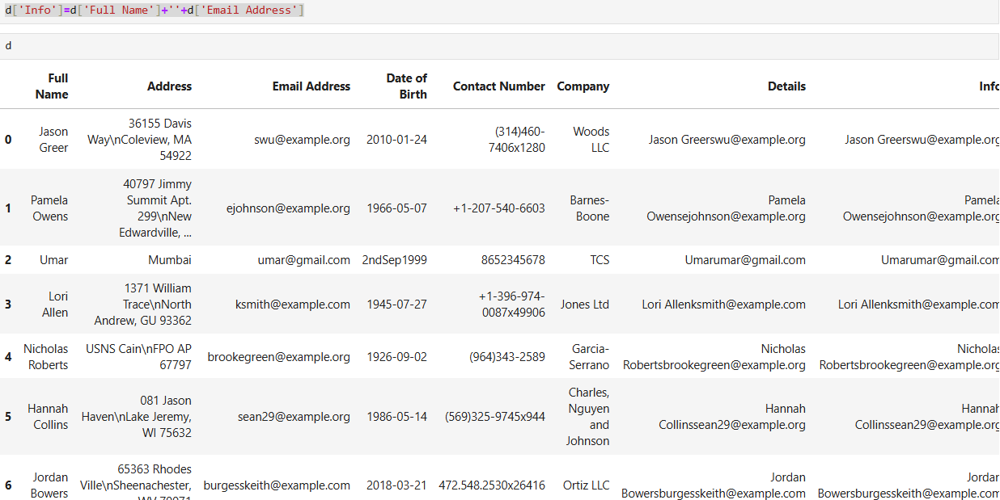 d['Info']=d['Full Name']+''+d['Email Address']
d
Full Name Address Email Address Date of Birth Contact Number Company Details Info
0 Jason Greer 36155 Davis Way\nColeview, MA 54922 swu@example.org 2010-01-24 (314)460-7406x1280 Woods LLC Jason Greerswu@example.org Jason Greerswu@example.org
1 Pamela Owens 40797 Jimmy Summit Apt. 299\nNew Edwardville, ... ejohnson@example.org 1966-05-07 +1-207-540-6603 Barnes-Boone Pamela Owensejohnson@example.org Pamela Owensejohnson@example.org
2 Umar Mumbai umar@gmail.com 2ndSep1999 8652345678 TCS Umarumar@gmail.com Umarumar@gmail.com
3 Lori Allen 1371 William Trace\nNorth Andrew, GU 93362 ksmith@example.com 1945-07-27 +1-396-974-0087x49906 Jones Ltd Lori Allenksmith@example.com Lori Allenksmith@example.com
4 Nicholas Roberts USNS Cain\nFPO AP 67797 brookegreen@example.org 1926-09-02 (964)343-2589 Garcia-Serrano Nicholas Robertsbrookegreen@example.org Nicholas Robertsbrookegreen@example.org
5 Hannah Collins 081 Jason Haven\nLake Jeremy, WI 75632 sean29@example.org 1986-05-14 (569)325-9745x944 Charles, Nguyen and Johnson Hannah Collinssean29@example.org Hannah Collinssean29@example.org
6 Jordan Bowers 65363 Rhodes Ville\nSheenachester, burgesskeith@example.com 2018-03-21 472.548.2530x26416 Ortiz LLC Jordan Bowersburgesskeith@example.com Jordan Bowersburgesskeith@example.com